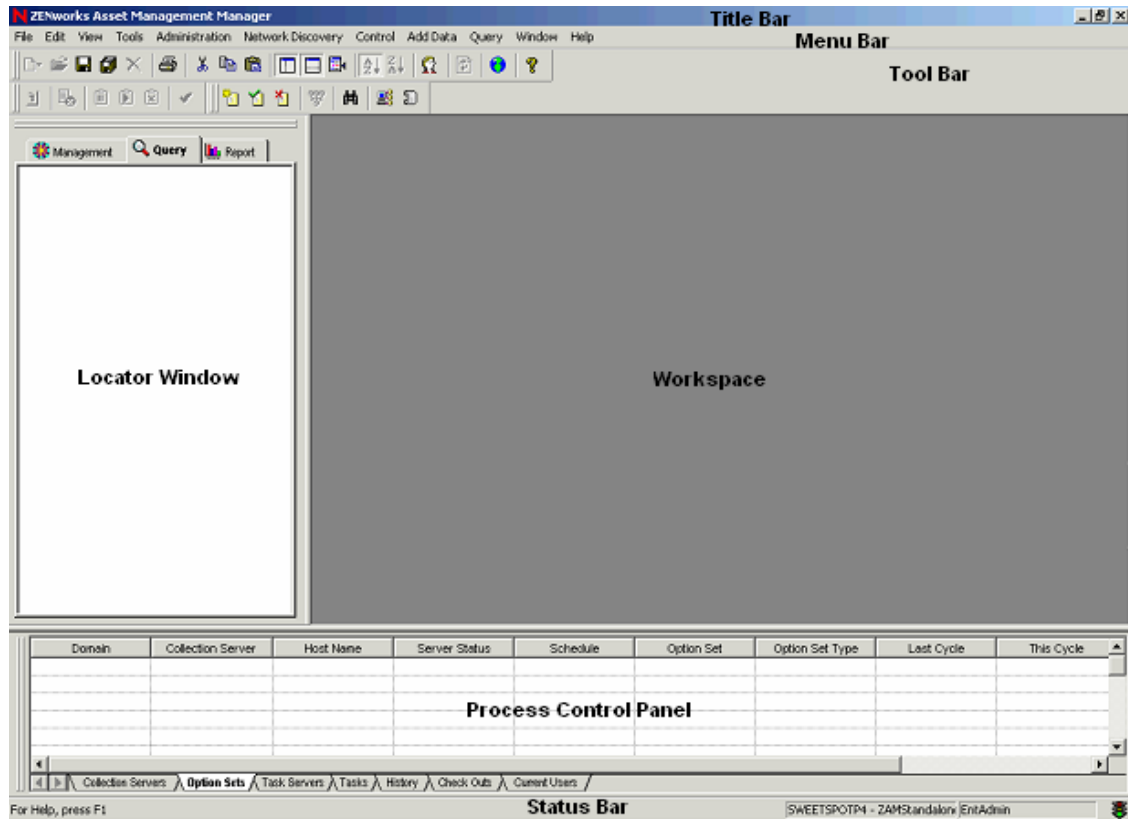 ZENworks Asset Management Manager
Title Bar
File Edit View Tools Administration Network Discovery Control Add Data Query Window Help
Menu Bar
Tool Bar
Management Query Report
Locator Window
Workspace
Domain Collection Server Host Name Server Status Schedule Option Set Option Set Type Last Cycle This Cycle
Process Control Panel
Collection Servers Option Sets Task Servers Tasks History Check Outs Current Users
For Help, press F1
Status Bar
SWEETSPOTP4 - ZAMStandalone EntAdmin